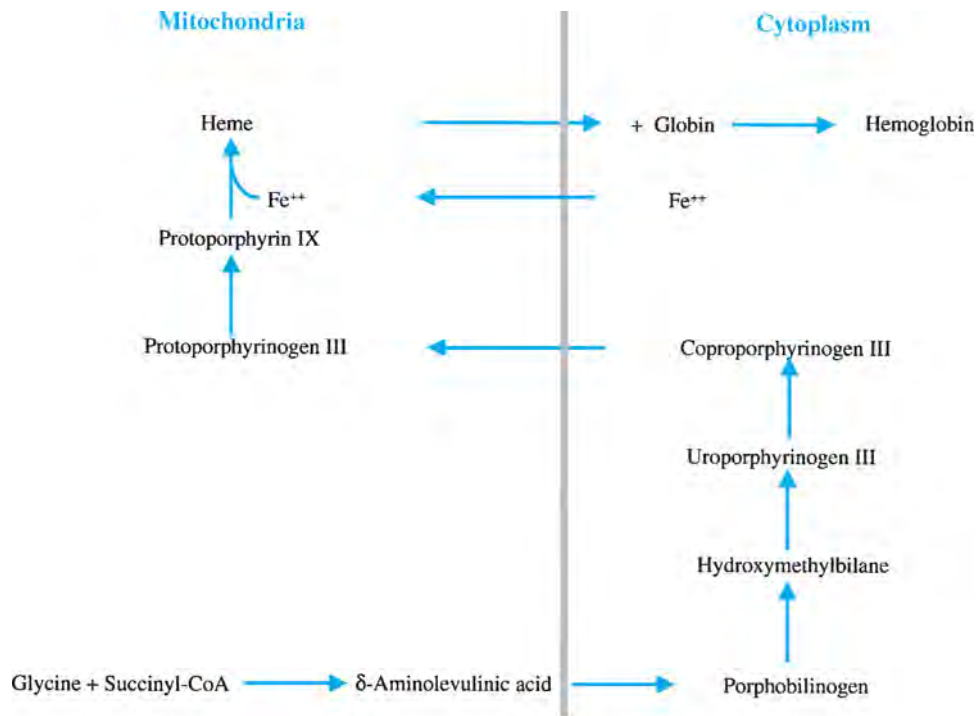 Mitochondria Cytoplasm
Heme + Globin Hemoglobin
Fe⁺⁺ Fe⁺⁺
Protoporphyrin IX
Protoporphyrinogen III Coproporphyrinogen III
Uroporphyrinogen III
Hydroxymethylbilane
Glycine + Succinyl-CoA δ-Aminolevulinic acid Porphobilinogen